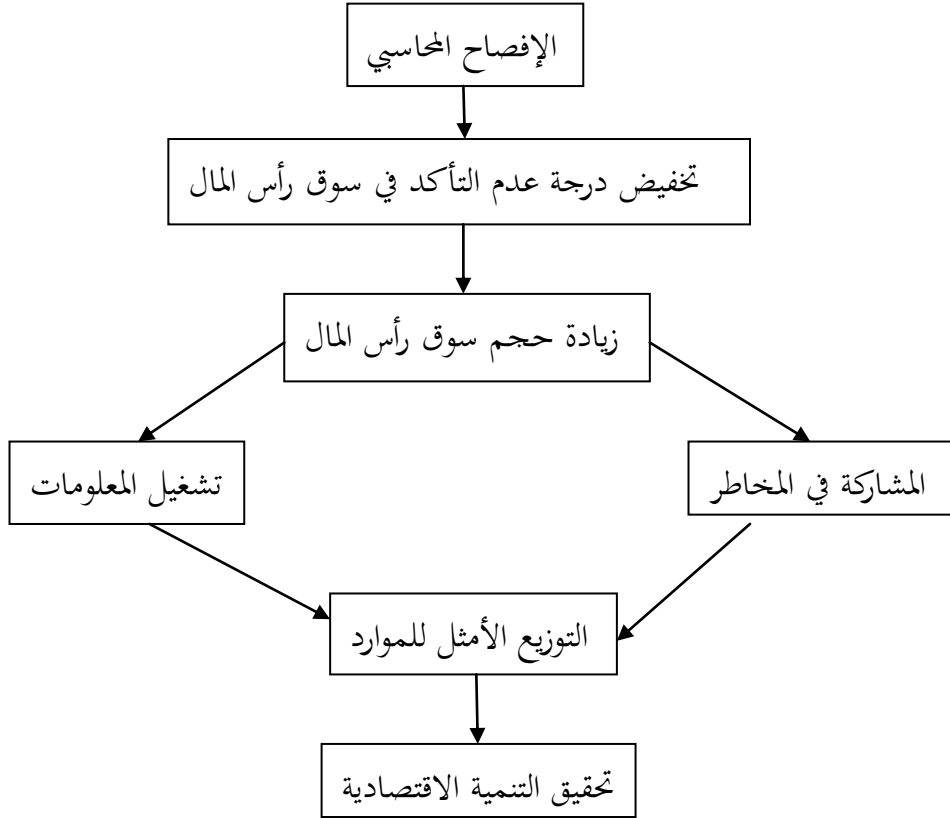 الإفصاح المحاسبي
تخفيض درجة عدم التأكد في سوق رأس المال
زيادة حجم سوق رأس المال
المشاركة في المخاطر
تشغيل المعلومات
التوزيع الأمثل للموارد
تحقيق التنمية الاقتصادية